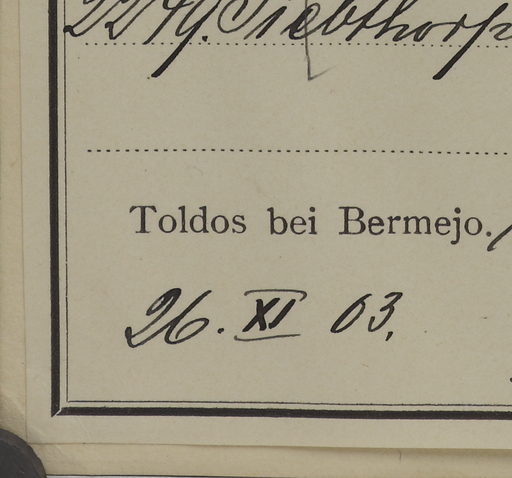 Toldos bei Bermejo.
26. XI 03.